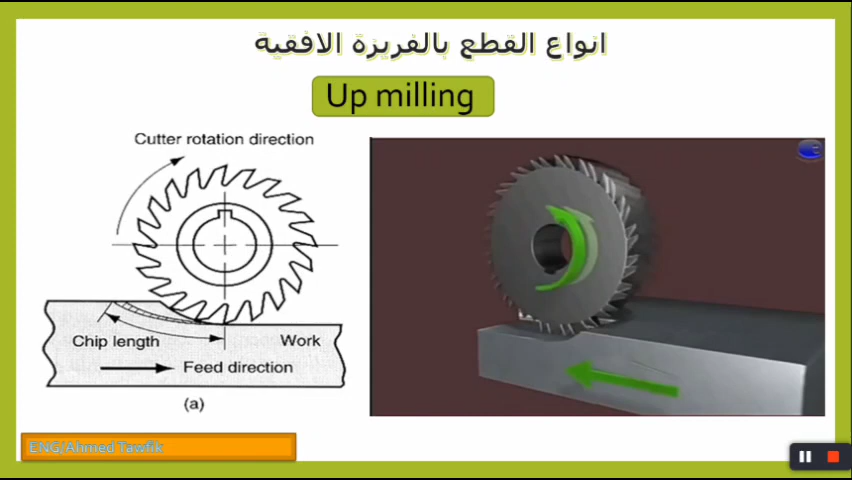 انواع القطع بالفريزة الافقية
Up milling
Cutter rotation direction
Chip length
Work
Feed direction
(a)
ENG/Ahmed Tawfik